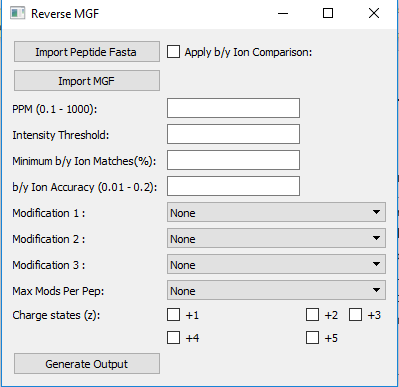 Reverse MGF
Import Peptide Fasta Apply b/y Ion Comparison:
Import MGF
PPM (0.1 - 1000):
Intensity Threshold:
Minimum b/y Ion Matches(%):
b/y Ion Accuracy (0.01 - 0.2):
Modification 1 : None
Modification 2 : None
Modification 3 : None
Max Mods Per Pep: None
Charge states (z): +1 +2 +3
+4 +5
Generate Output